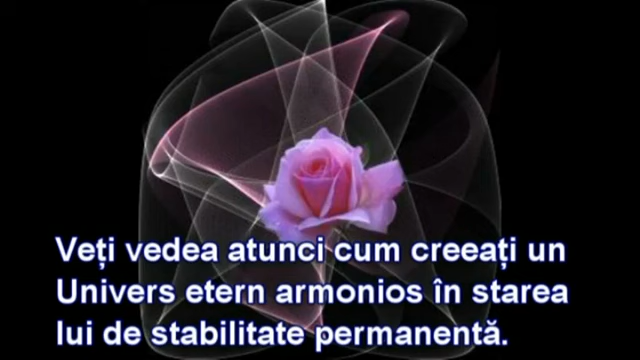 Veți vedea atunci cum creeați un
Univers etern armonios în starea
lui de stabilitate permanentă.